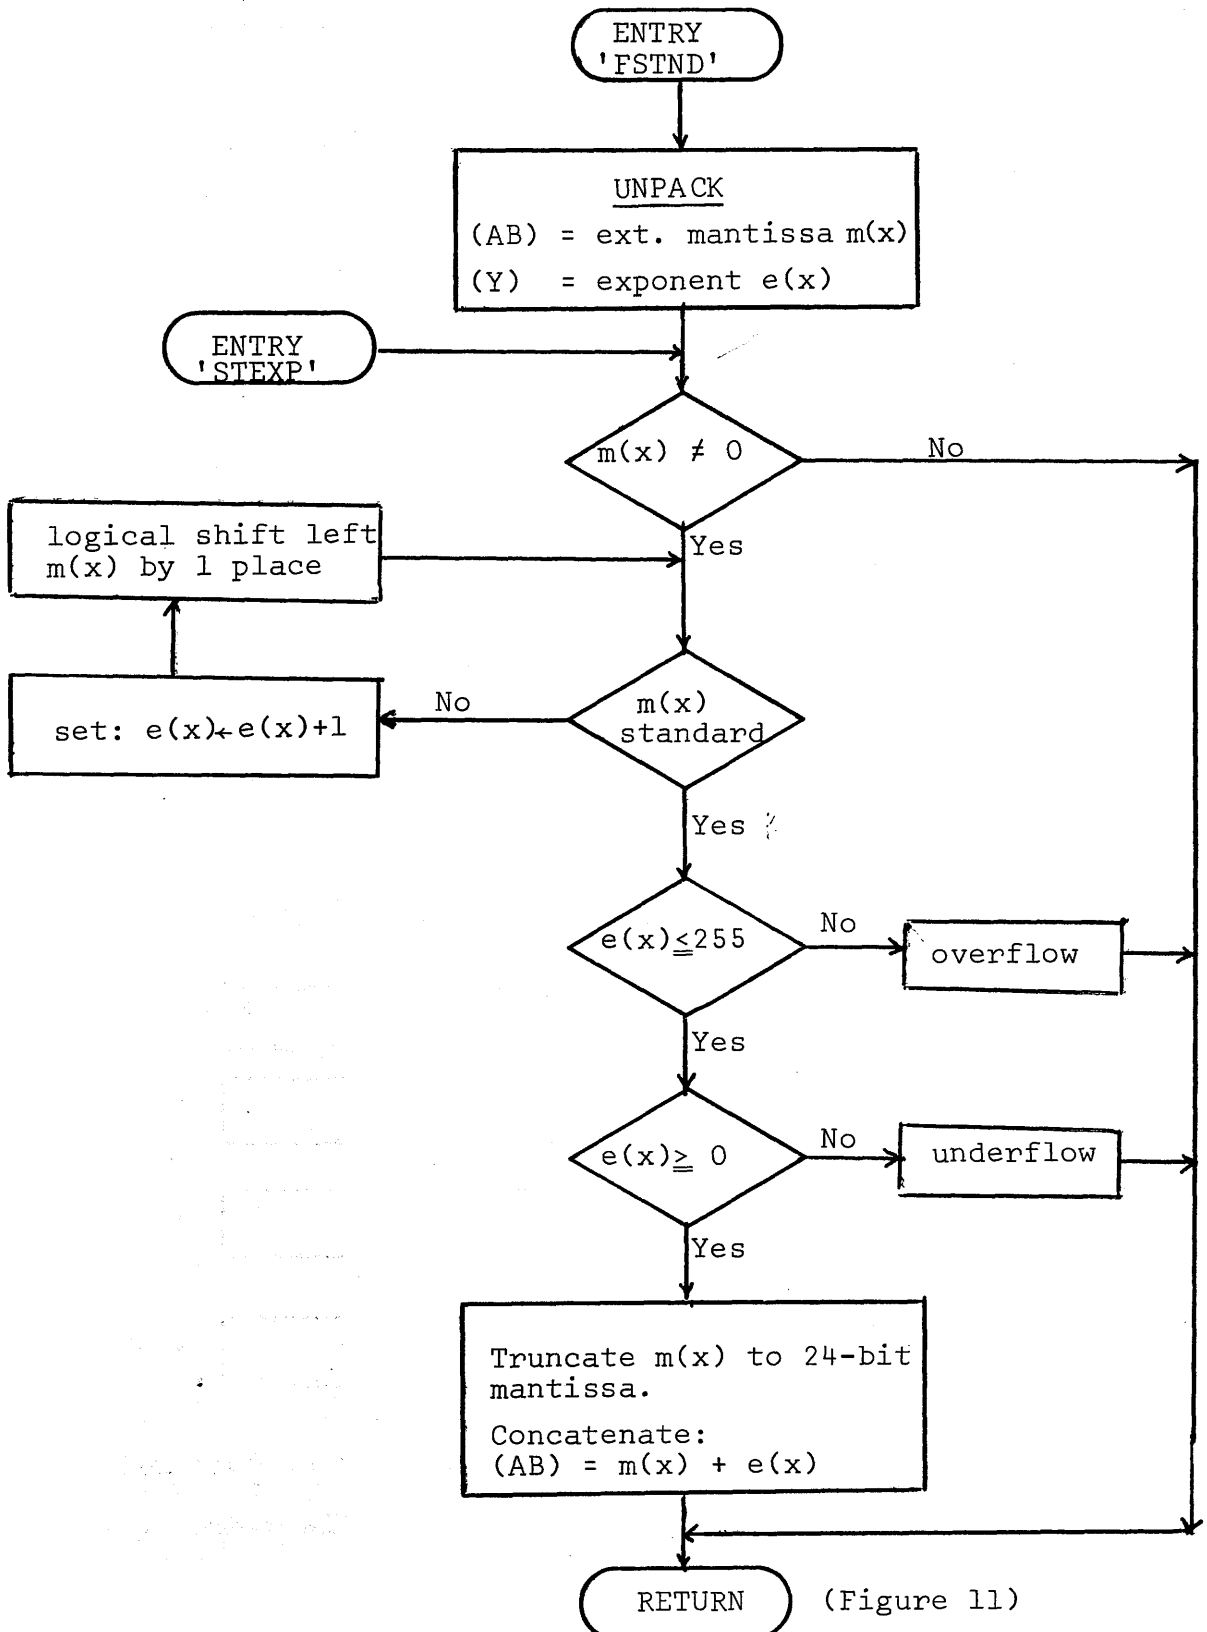 ENTRY
'FSTND'
UNPACK
(AB) = ext. mantissa m(x)
(Y) = exponent e(x)
ENTRY
'STEXP'
m(x) ≠ 0
No
Yes
logical shift left
m(x) by 1 place
m(x)
standard
No
set: e(x)←e(x)+1
Yes
e(x)≤255
No
overflow
Yes
e(x)≥ 0
No
underflow
Yes
Truncate m(x) to 24-bit
mantissa.
Concatenate:
(AB) = m(x) + e(x)
RETURN
(Figure 11)